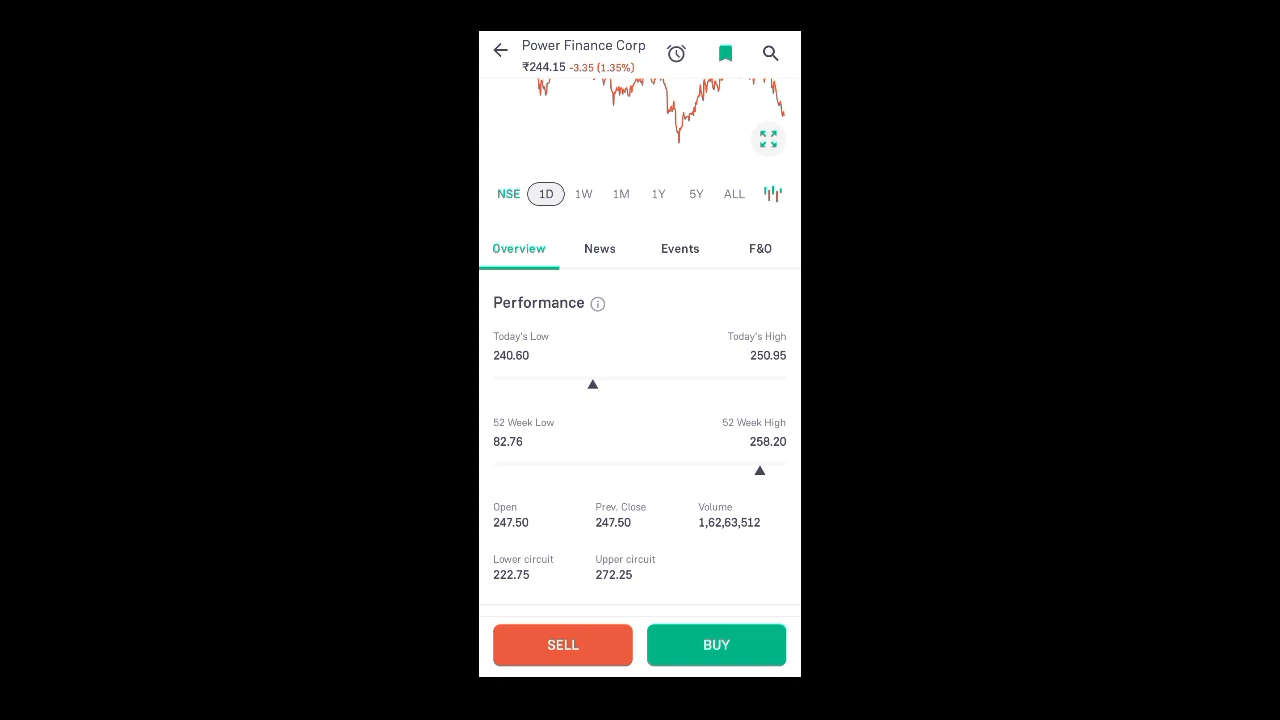 Power Finance Corp
₹244.15 -3.35 (1.35%)
NSE 1D 1W 1M 1Y 5Y ALL
Overview News Events F&O
Performance
Today's Low Today's High
240.60 250.95
52 Week Low 52 Week High
82.76 258.20
Open Prev. Close Volume
247.50 247.50 1,62,63,512
Lower circuit Upper circuit
222.75 272.25
SELL BUY